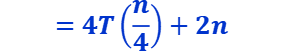 = 4T(n/4) + 2n